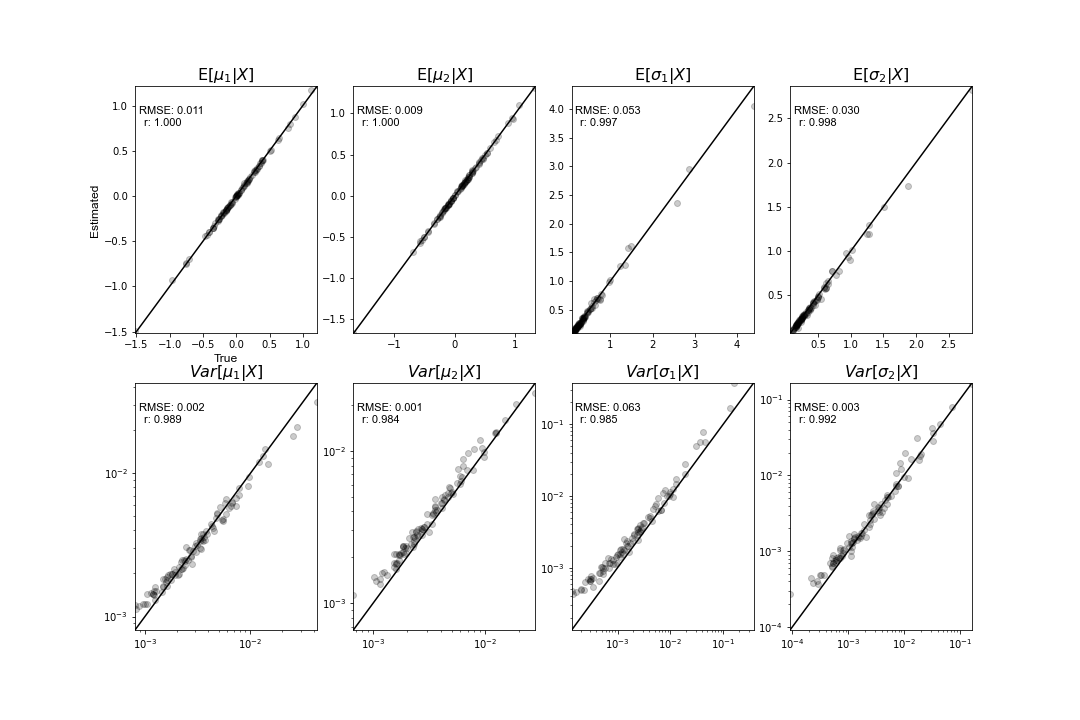 E[μ₁|X] E[μ₂|X] E[σ₁|X] E[σ₂|X]
RMSE: 0.011
r: 1.000
RMSE: 0.009
r: 1.000
RMSE: 0.053
r: 0.997
RMSE: 0.030
r: 0.998
Estimated
1.0
0.5
0.0
−0.5
−1.0
−1.5
1.0
0.5
0.0
−0.5
−1.0
−1.5
4.0
3.5
3.0
2.5
2.0
1.5
1.0
0.5
2.5
2.0
1.5
1.0
0.5
−1.5 −1.0 −0.5 0.0 0.5 1.0
−1 0 1
1 2 3 4
0.5 1.0 1.5 2.0 2.5
True
Var[μ₁|X] Var[μ₂|X] Var[σ₁|X] Var[σ₂|X]
RMSE: 0.002
r: 0.989
RMSE: 0.001
r: 0.984
RMSE: 0.063
r: 0.985
RMSE: 0.003
r: 0.992
10⁻²
10⁻³
10⁻²
10⁻³
10⁻¹
10⁻²
10⁻³
10⁻¹
10⁻²
10⁻³
10⁻⁴
10⁻³ 10⁻²
10⁻³ 10⁻²
10⁻³ 10⁻² 10⁻¹
10⁻⁴ 10⁻³ 10⁻² 10⁻¹